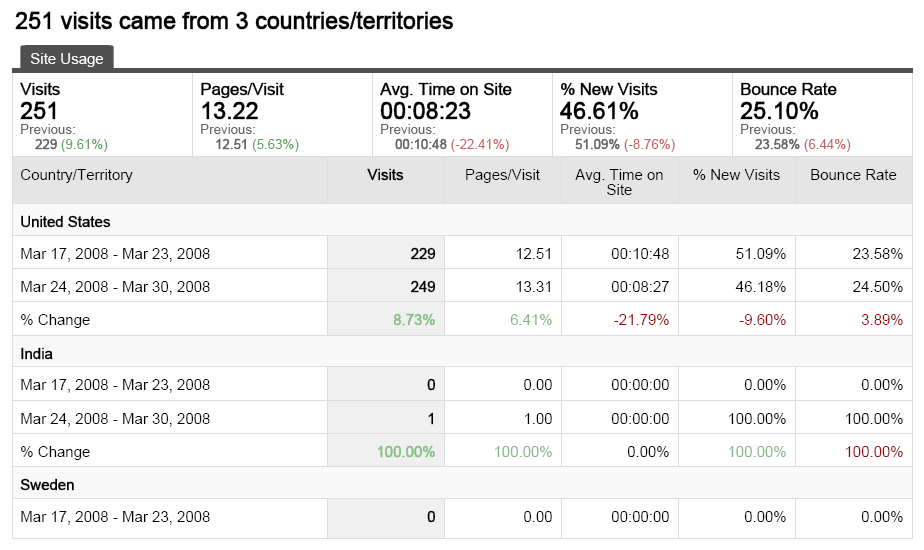 251 visits came from 3 countries/territories
Site Usage
Visits Pages/Visit Avg. Time on Site % New Visits Bounce Rate
251 13.22 00:08:23 46.61% 25.10%
Previous: Previous: Previous: Previous: Previous:
229 (9.61%) 12.51 (5.63%) 00:10:48 (-22.41%) 51.09% (-8.76%) 23.58% (6.44%)
Country/Territory Visits Pages/Visit Avg. Time on Site % New Visits Bounce Rate
United States
Mar 17, 2008 - Mar 23, 2008 229 12.51 00:10:48 51.09% 23.58%
Mar 24, 2008 - Mar 30, 2008 249 13.31 00:08:27 46.18% 24.50%
% Change 8.73% 6.41% -21.79% -9.60% 3.89%
India
Mar 17, 2008 - Mar 23, 2008 0 0.00 00:00:00 0.00% 0.00%
Mar 24, 2008 - Mar 30, 2008 1 1.00 00:00:00 100.00% 100.00%
% Change 100.00% 100.00% 0.00% 100.00% 100.00%
Sweden
Mar 17, 2008 - Mar 23, 2008 0 0.00 00:00:00 0.00% 0.00%